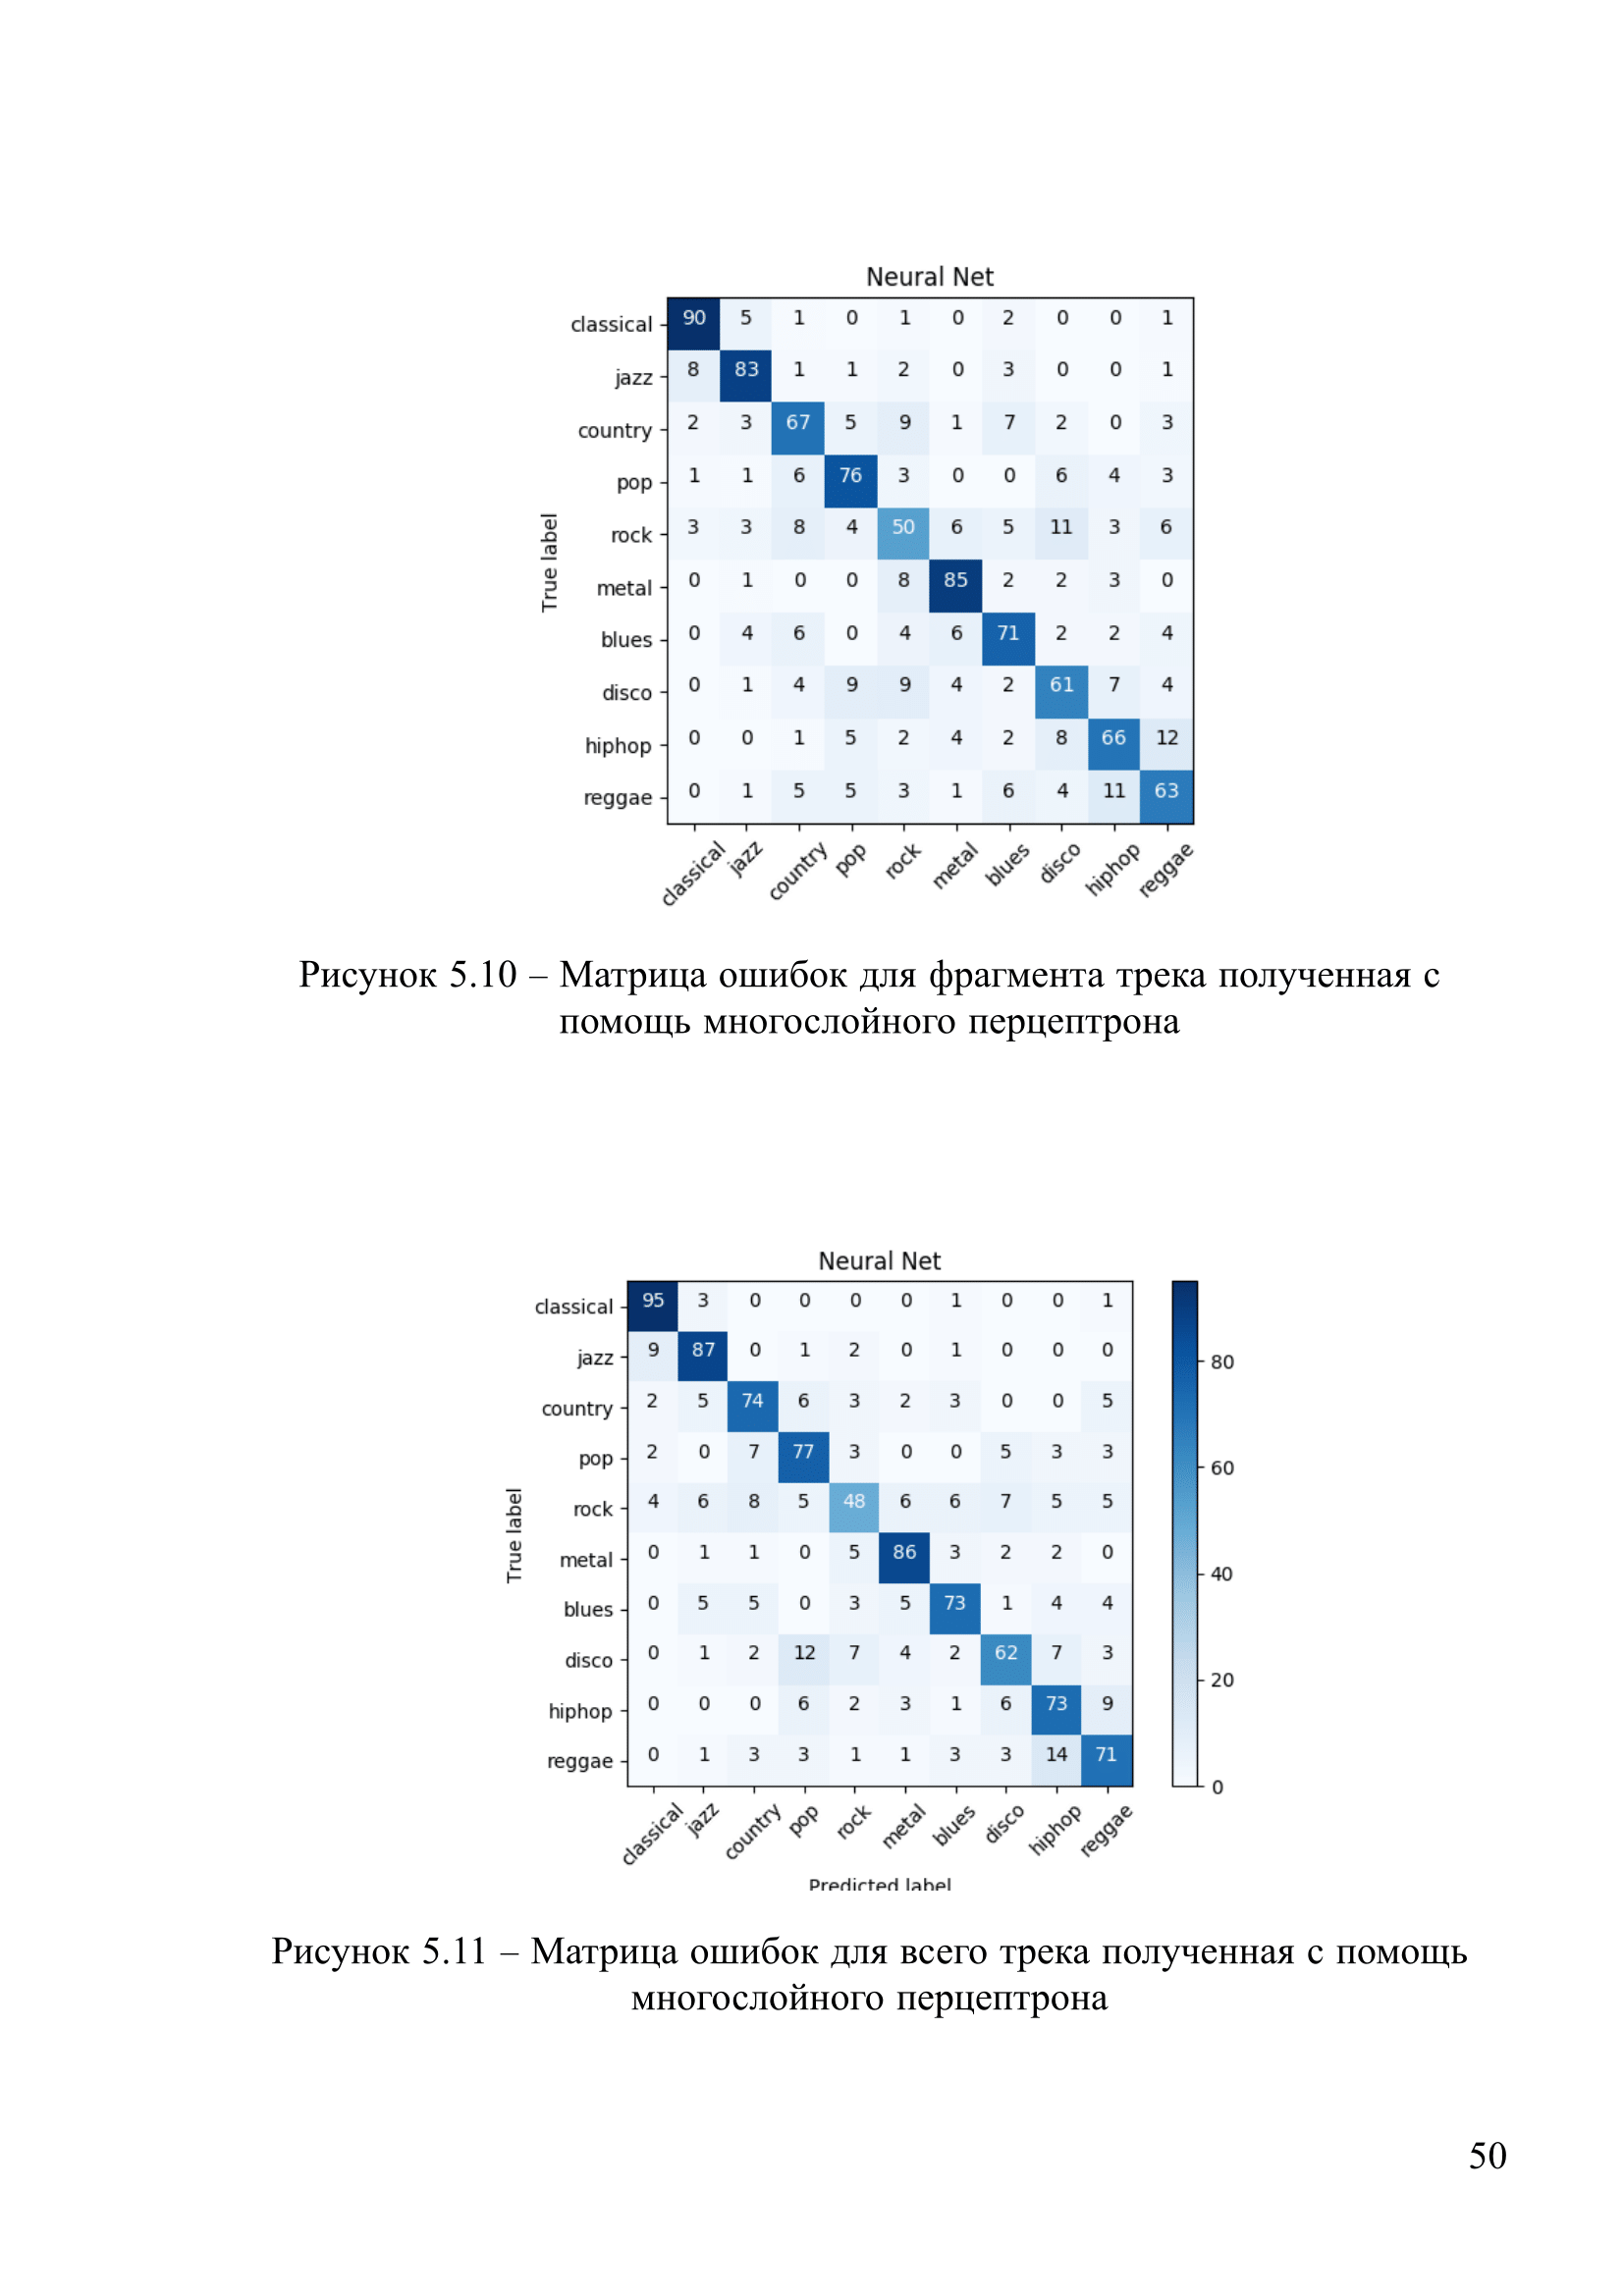 Neural Net
classical 90 5 1 0 1 0 2 0 0 1
jazz 8 83 1 1 2 0 3 0 0 1
country 2 3 67 5 9 1 7 2 0 3
pop 1 1 6 76 3 0 0 6 4 3
rock 3 3 8 4 50 6 5 11 3 6
metal 0 1 0 0 8 85 2 2 3 0
blues 0 4 6 0 4 6 71 2 2 4
disco 0 1 4 9 9 4 2 61 7 4
hiphop 0 0 1 5 2 4 2 8 66 12
reggae 0 1 5 5 3 1 6 4 11 63
True label
classical jazz country pop rock metal blues disco hiphop reggae
Рисунок 5.10 – Матрица ошибок для фрагмента трека полученная с
помощь многослойного перцептрона
Neural Net
classical 95 3 0 0 0 0 1 0 0 1
jazz 9 87 0 1 2 0 1 0 0 0
country 2 5 74 6 3 2 3 0 0 5
pop 2 0 7 77 3 0 0 5 3 3
rock 4 6 8 5 48 6 6 7 5 5
metal 0 1 1 0 5 86 3 2 2 0
blues 0 5 5 0 3 5 73 1 4 4
disco 0 1 2 12 7 4 2 62 7 3
hiphop 0 0 0 6 2 3 1 6 73 9
reggae 0 1 3 3 1 1 3 3 14 71
True label
80
60
40
20
0
classical jazz country pop rock metal blues disco hiphop reggae
Predicted label
Рисунок 5.11 – Матрица ошибок для всего трека полученная с помощь
многослойного перцептрона
50